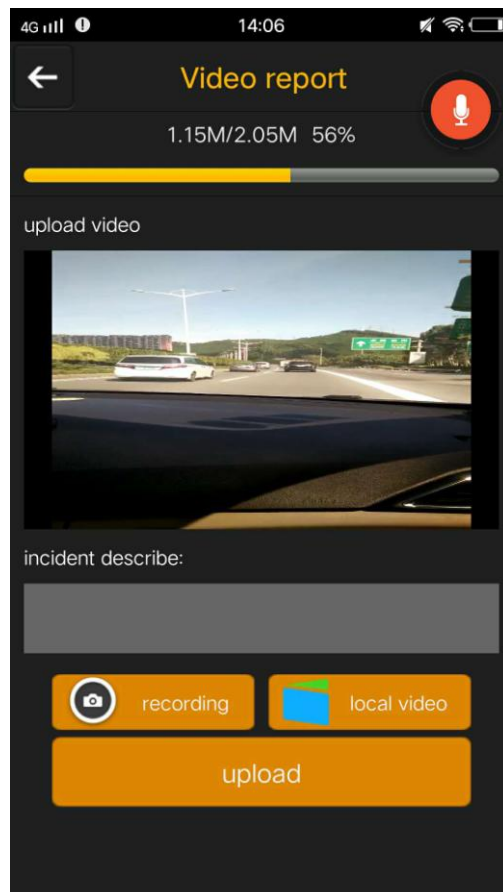 4G 14:06
Video report
1.15M/2.05M 56%
upload video
incident describe:
recording local video
upload